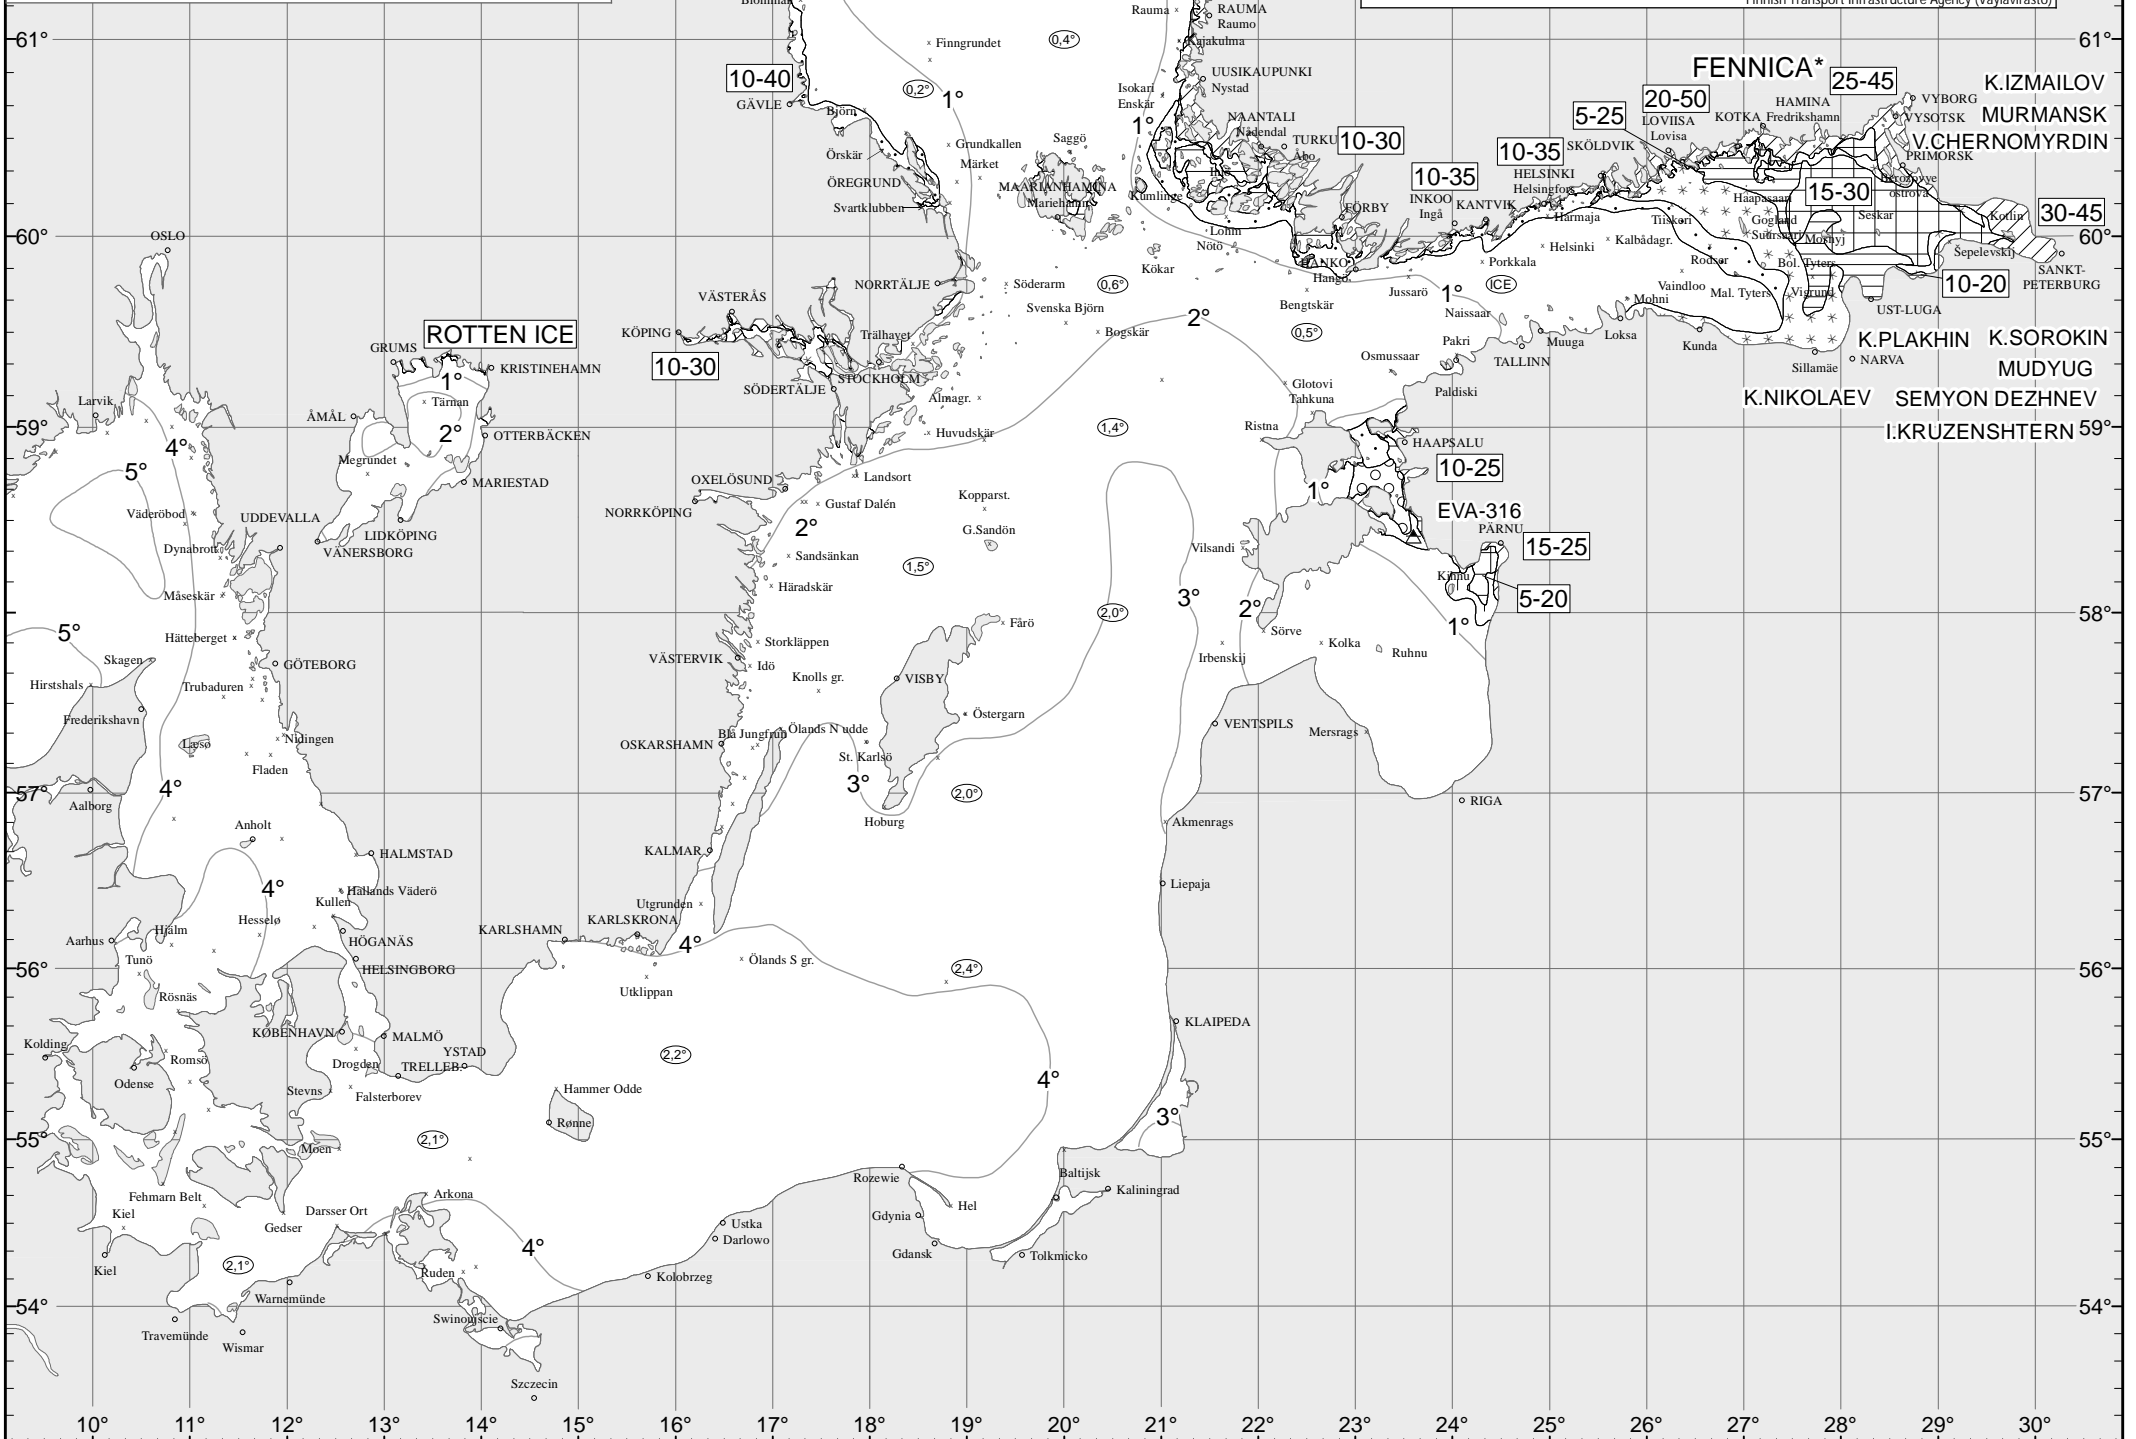 Finnish Transport Infrastructure Agency (Väylävirasto)
Rauma
RAUMA
Raumo
61°
Finngrundet
0,4°
Kajakulma
61°
FENNICA*
10-40
0,2°
1°
UUSIKAUPUNKI
Nystad
25-45
K.IZMAILOV
GÄVLE
Björn
Isokari
Enskär
20-50
HAMINA
Fredrikshamn
VYBORG
MURMANSK
1°
NAANTALI
Nådendal
5-25
LOVIISA
Lovisa
KOTKA
VYSOTSK
Grundkallen
Saggö
TURKU
Åbo
10-30
10-35
SKÖLDVIK
V.CHERNOMYRDIN
Örskär
Märket
PRIMORSK
ÖREGRUND
MAARIANHAMINA
Mariehamn
Kumlinge
10-35
HELSINKI
Helsingfors
Haapasaari
15-30
Berozovye
ostrova
Svartklubben
FÖRBY
INKOO
Ingå
KANTVIK
Harmaja
Tiiskeri
Gogland
Seskar
Kotlin
30-45
OSLO
60°
Lohm
Nötö
Helsinki
Kalbådagr.
Suursaari
Mornyj
60°
Kökar
HANKO
Hangö
Porkkala
Rodser
Bol. Tyters
Šepelevskij
SANKT-
PETERBURG
NORRTÄLJE
Söderarm
0,6°
Jussarö
ICE
Vaindloo
Mal. Tyters
Vigrund
10-20
VÄSTERÅS
Svenska Björn
Bengtskär
1°
Naissaar
Mohni
UST-LUGA
KÖPING
Trälhavet
Bogskär
2°
0,5°
Pakri
Muuga
Loksa
Kunda
K.PLAKHIN
K.SOROKIN
GRUMS
ROTTEN ICE
10-30
Osmussaar
TALLINN
NARVA
KRISTINEHAMN
STOCKHOLM
Sillamäe
MUDYUG
1°
SÖDERTÄLJE
Glotovi
Tahkuna
Paldiski
Larvik
ÅMÅL
Tärnan
Almagr.
K.NIKOLAEV
SEMYON DEZHNEV
59°
4°
2°
OTTERBÄCKEN
Huvudskär
1,4°
Ristna
59°
I.KRUZENSHTERN
5°
Megrundet
HAAPSALU
10-25
MARIESTAD
OXELÖSUND
Landsort
1°
Väderöbod
UDDEVALLA
NORRKÖPING
Gustaf Dalén
Kopparst.
EVA-316
LIDKÖPING
2°
G.Sandön
PÄRNU
Dynabrott
VÄNERSBORG
Sandsänkan
Vilsandi
15-25
1,5°
Kihnu
Måseskär
Häradskär
5-20
2,0°
3°
2°
58°
5°
Hätteberget
Storkläppen
Fårö
Sörve
1°
Skagen
GÖTEBORG
VÄSTERVIK
Idö
Irbenskij
Kolka
Ruhnu
Hirstshals
Trubaduren
Knolls gr.
VISBY
Frederikshavn
Östergarn
VENTSPILS
Læsø
Nidingen
OSKARSHAMN
Blå Jungfrun
Ölands N udde
Mersrags
Fladen
St. Karlsö
57°
4°
3°
2,0°
57°
Aalborg
RIGA
Anholt
Hoburg
Akmenrags
HALMSTAD
KALMAR
4°
Hallands Väderö
Liepaja
Kullen
Utgrunden
Hesselø
KARLSKRONA
Aarhus
Hjälm
HÖGANÄS
KARLSHAMN
4°
Tunö
HELSINGBORG
Ölands S gr.
56°
2,4°
56°
Rösnäs
Utklippan
KØBENHAVN
MALMÖ
KLAIPEDA
Kolding
Romsö
Drogden
YSTAD
2,2°
Odense
TRELLEB.
Stevns
Falsterborev
Hammer Odde
4°
Rønne
3°
55°
Moen
2,1°
55°
Fehmarn Belt
Arkona
Rozewie
Baltijsk
Kiel
Darsser Ort
Hel
Kaliningrad
Gedser
Gdynia
Ustka
4°
Darlowo
Gdansk
Tolkmicko
Kiel
2,1°
Ruden
Kolobrzeg
Warnemünde
54°
Swinoujscie
54°
Travemünde
Wismar
Szczecin
10° 11° 12° 13° 14° 15° 16° 17° 18° 19° 20° 21° 22° 23° 24° 25° 26° 27° 28° 29° 30°